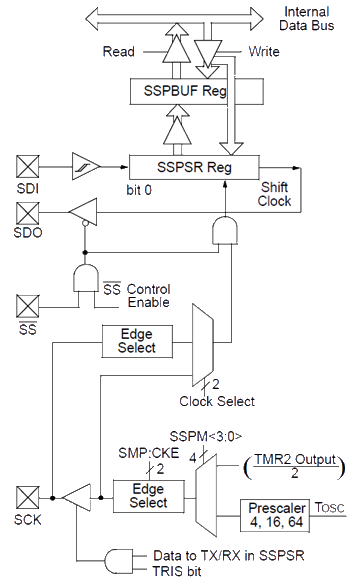 Internal
Data Bus
Read
Write
SSPBUF Reg
SSPSR Reg
SDI
bit 0
Shift
Clock
SDO
SS Control
Enable
SS
Edge
Select
2
Clock Select
SSPM<3:0>
SMP:CKE
4
2
(TMR2 Output
2)
Edge
Select
Prescaler
4, 16, 64
TOSC
SCK
Data to TX/RX in SSPSR
TRIS bit